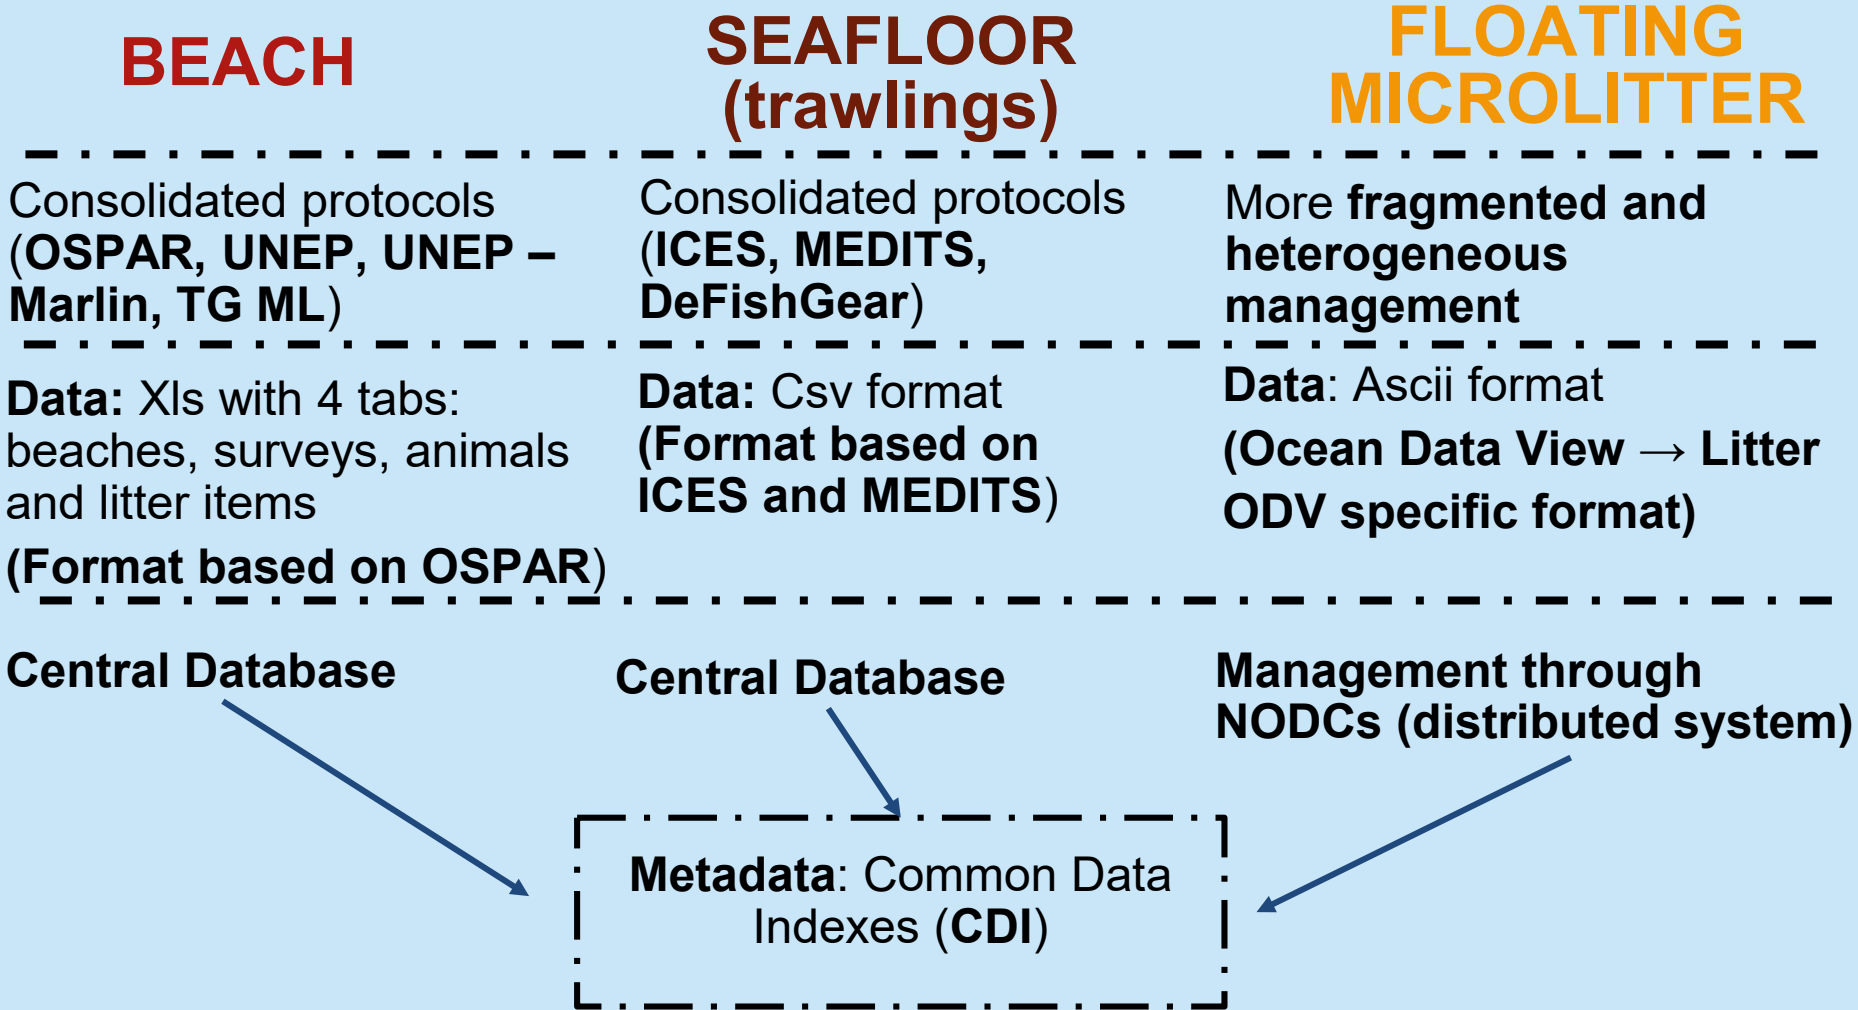 BEACH
SEAFLOOR
(trawlings)
FLOATING
MICROLITTER
Consolidated protocols
(OSPAR, UNEP, UNEP –
Marlin, TG ML)
Consolidated protocols
(ICES, MEDITS,
DeFishGear)
More fragmented and
heterogeneous
management
Data: Xls with 4 tabs:
beaches, surveys, animals
and litter items
(Format based on OSPAR)
Data: Csv format
(Format based on
ICES and MEDITS)
Data: Ascii format
(Ocean Data View → Litter
ODV specific format)
Central Database
Central Database
Management through
NODCs (distributed system)
Metadata: Common Data
Indexes (CDI)